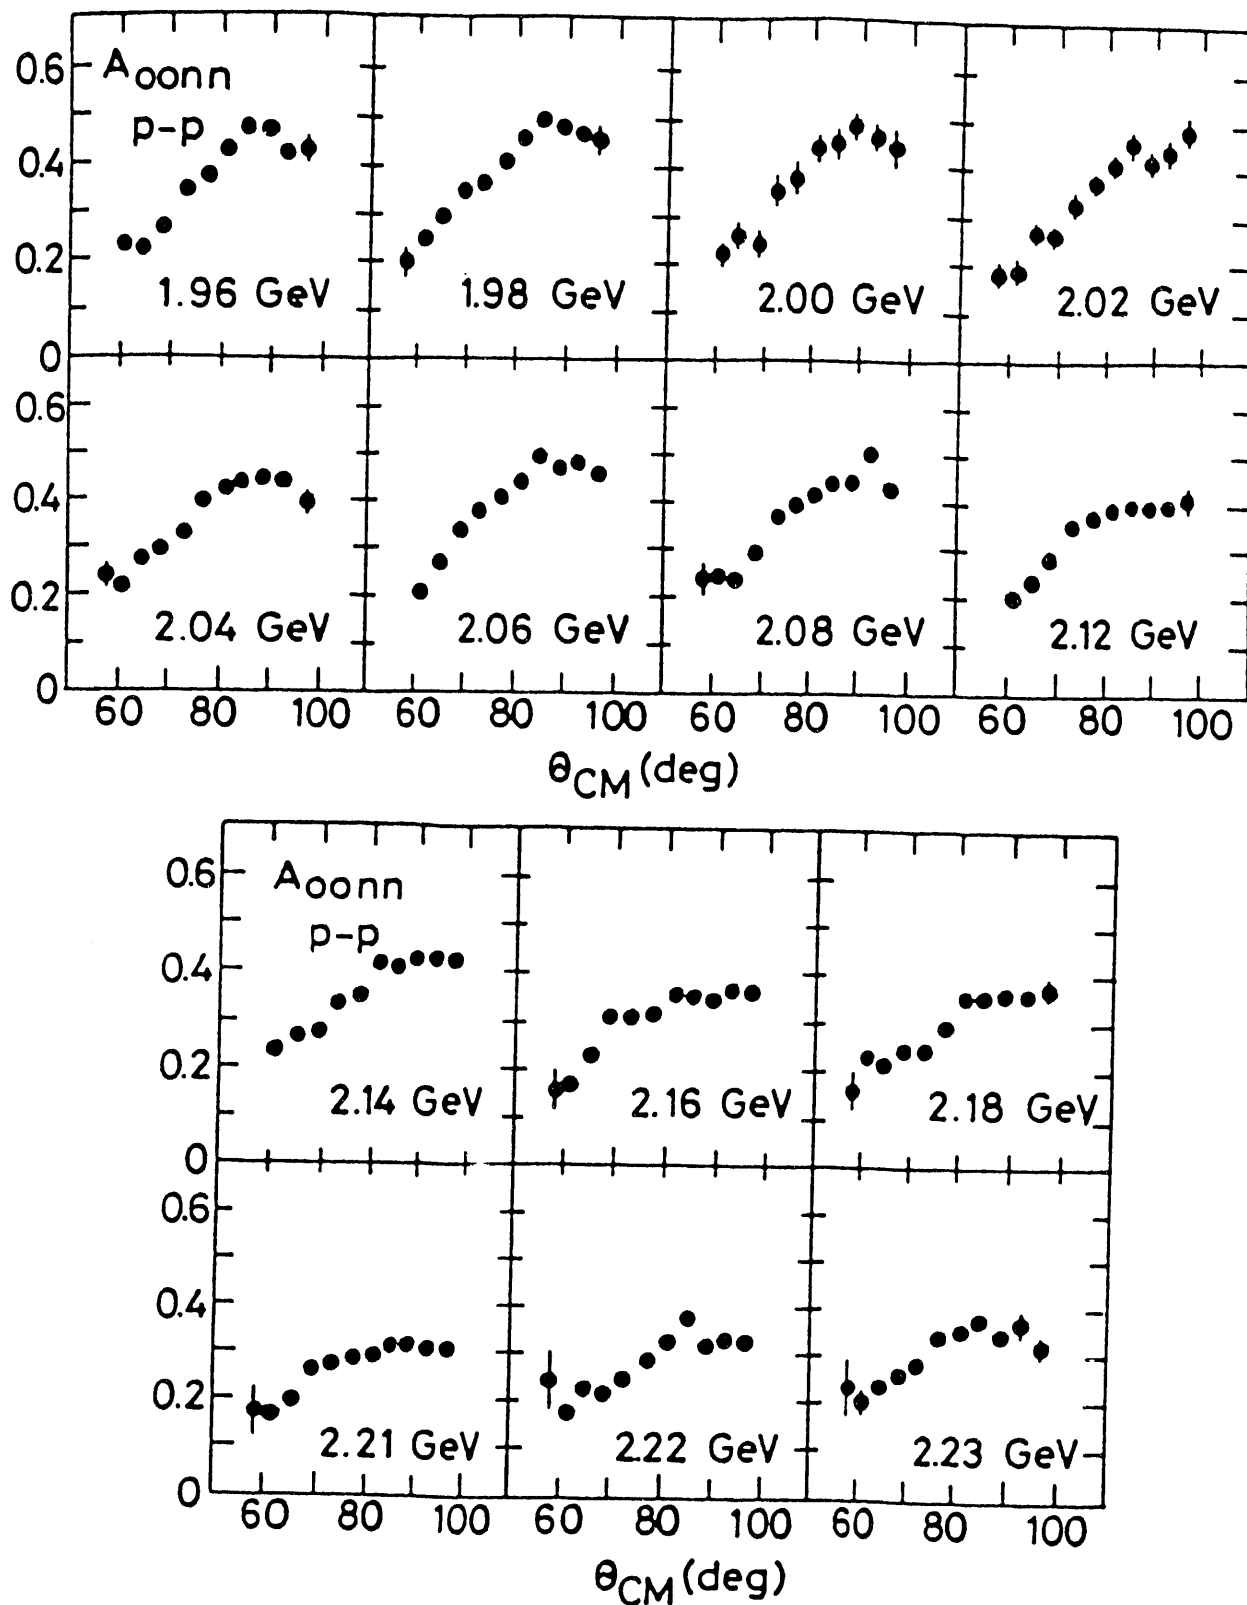 0.6 A₀₀ₙₙ
p-p
0.4
0.2
1.96 GeV 1.98 GeV 2.00 GeV 2.02 GeV
0
0.6
0.4
0.2
2.04 GeV 2.06 GeV 2.08 GeV 2.12 GeV
0
60 80 100 60 80 100 60 80 100 60 80 100
θCM (deg)
0.6 A₀₀ₙₙ
p-p
0.4
0.2
2.14 GeV 2.16 GeV 2.18 GeV
0
0.6
0.4
0.2
2.21 GeV 2.22 GeV 2.23 GeV
0
60 80 100 60 80 100 60 80 100
θCM (deg)